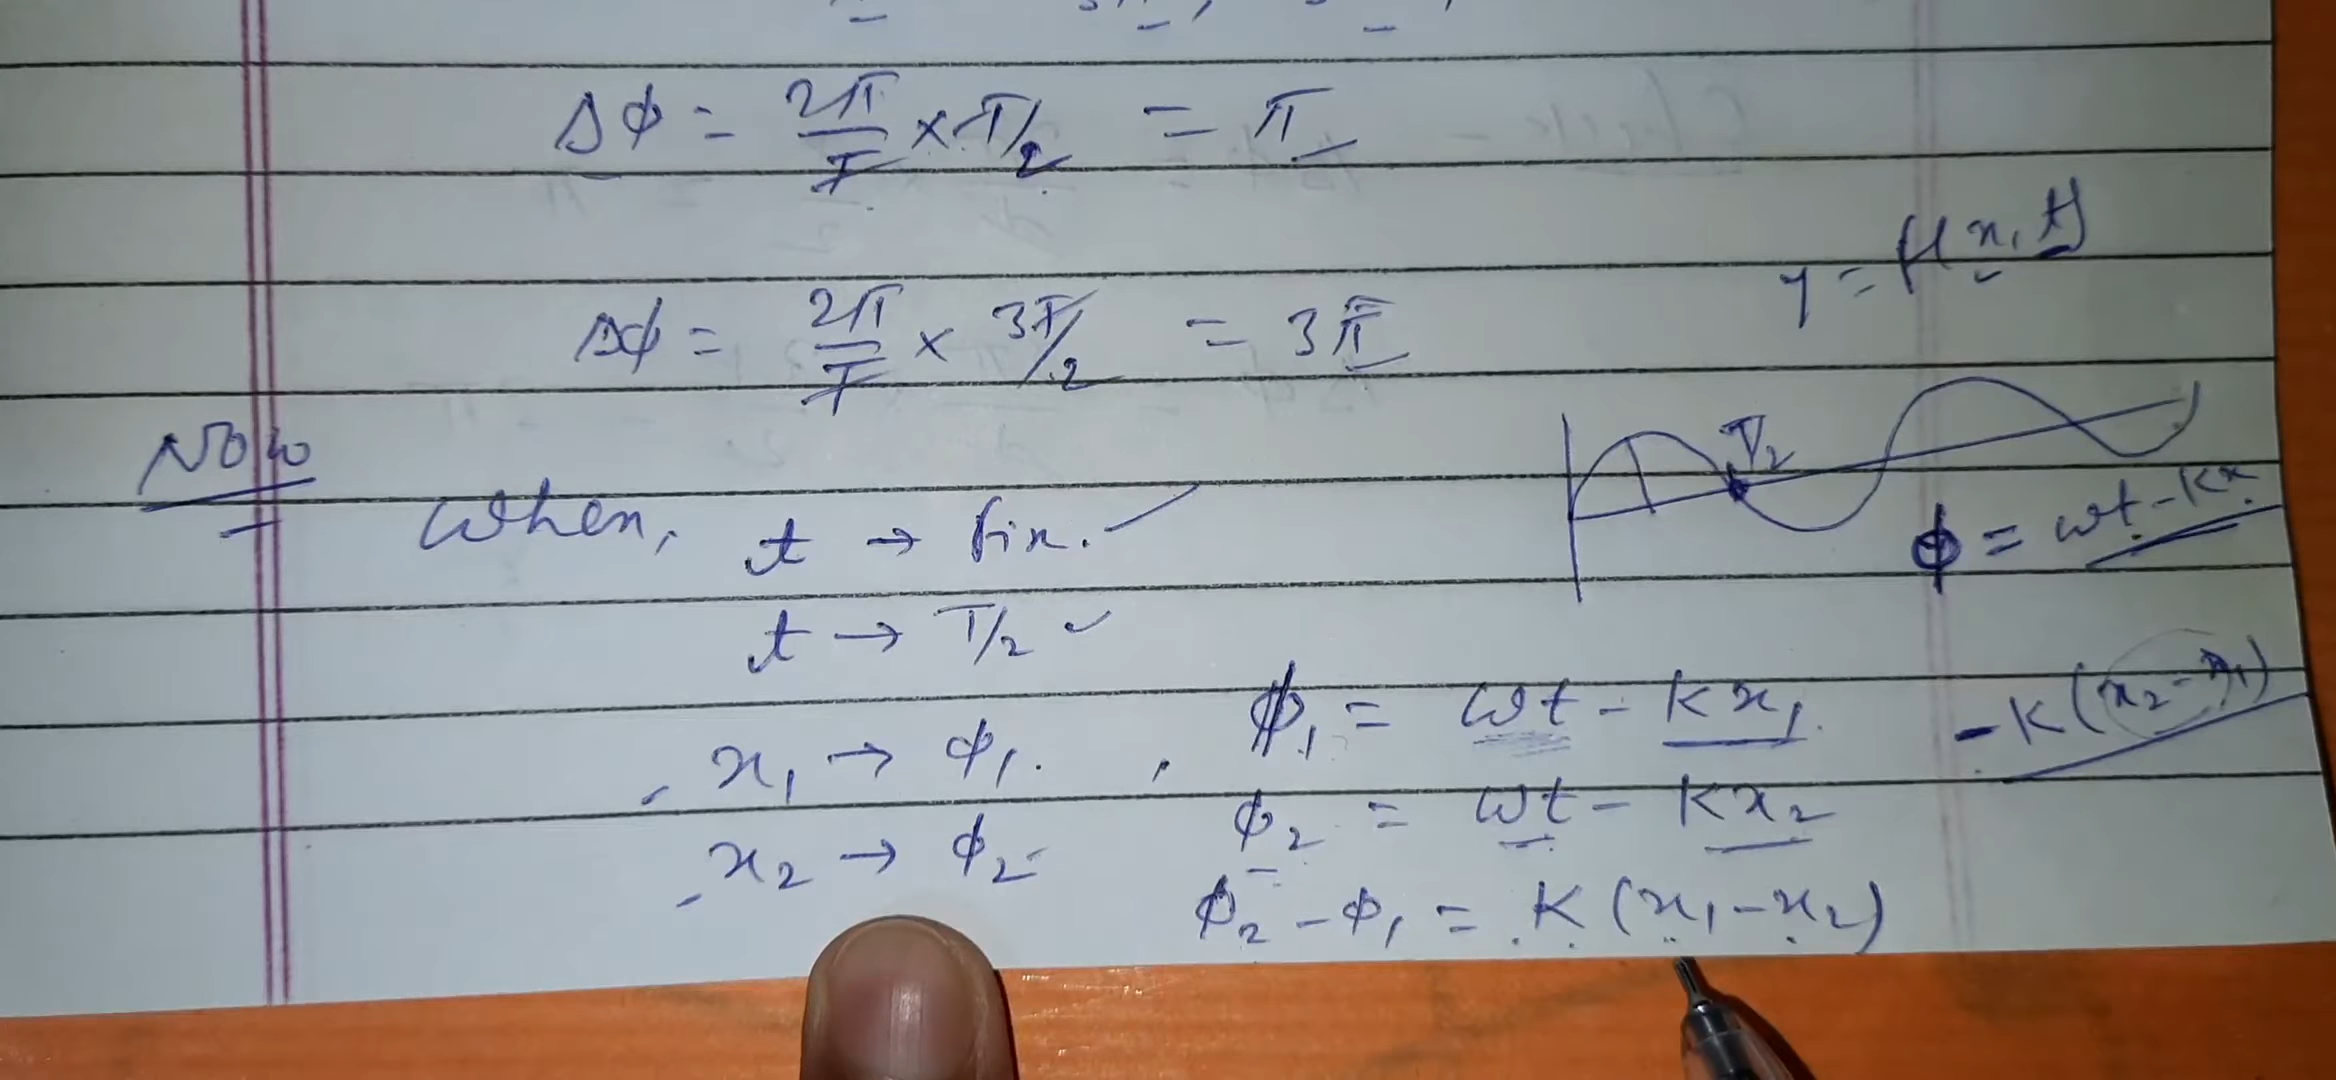 Δϕ = 2π/T × T/2 = π
y = f(x, t)
Δϕ = 2π/T × 3T/2 = 3π
Now
When, t → fix.
T/2
ϕ = ωt - Kx
t → T/2
x₁ → ϕ₁. , ϕ₁ = ωt - Kx₁
-K(x₂-x₁)
x₂ → ϕ₂ ϕ₂ = ωt - Kx₂
ϕ₂ - ϕ₁ = K(x₁-x₂)